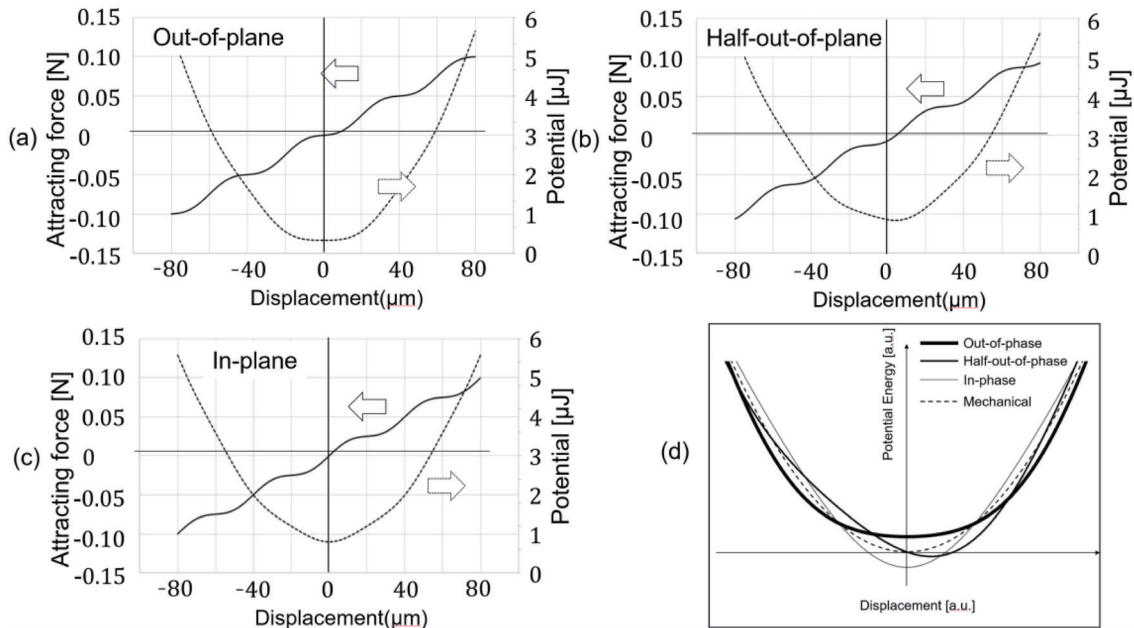 (a)
Out-of-plane
Attracting force [N]
0.15
0.10
0.05
0
-0.05
-0.10
-0.15
-80 -40 0 40 80
Displacement(µm)
6
5
4
3
2
1
0
Potential [µJ]
(b)
Half-out-of-plane
Attracting force [N]
0.15
0.10
0.05
0
-0.05
-0.10
-0.15
-80 -40 0 40 80
Displacement(µm)
6
5
4
3
2
1
0
Potential [µJ]
(c)
In-plane
Attracting force [N]
0.15
0.10
0.05
0
-0.05
-0.10
-0.15
-80 -40 0 40 80
Displacement(µm)
6
5
4
3
2
1
0
Potential [µJ]
(d)
Potential Energy [a.u.]
Out-of-phase
Half-out-of-phase
In-phase
Mechanical
Displacement [a.u.]